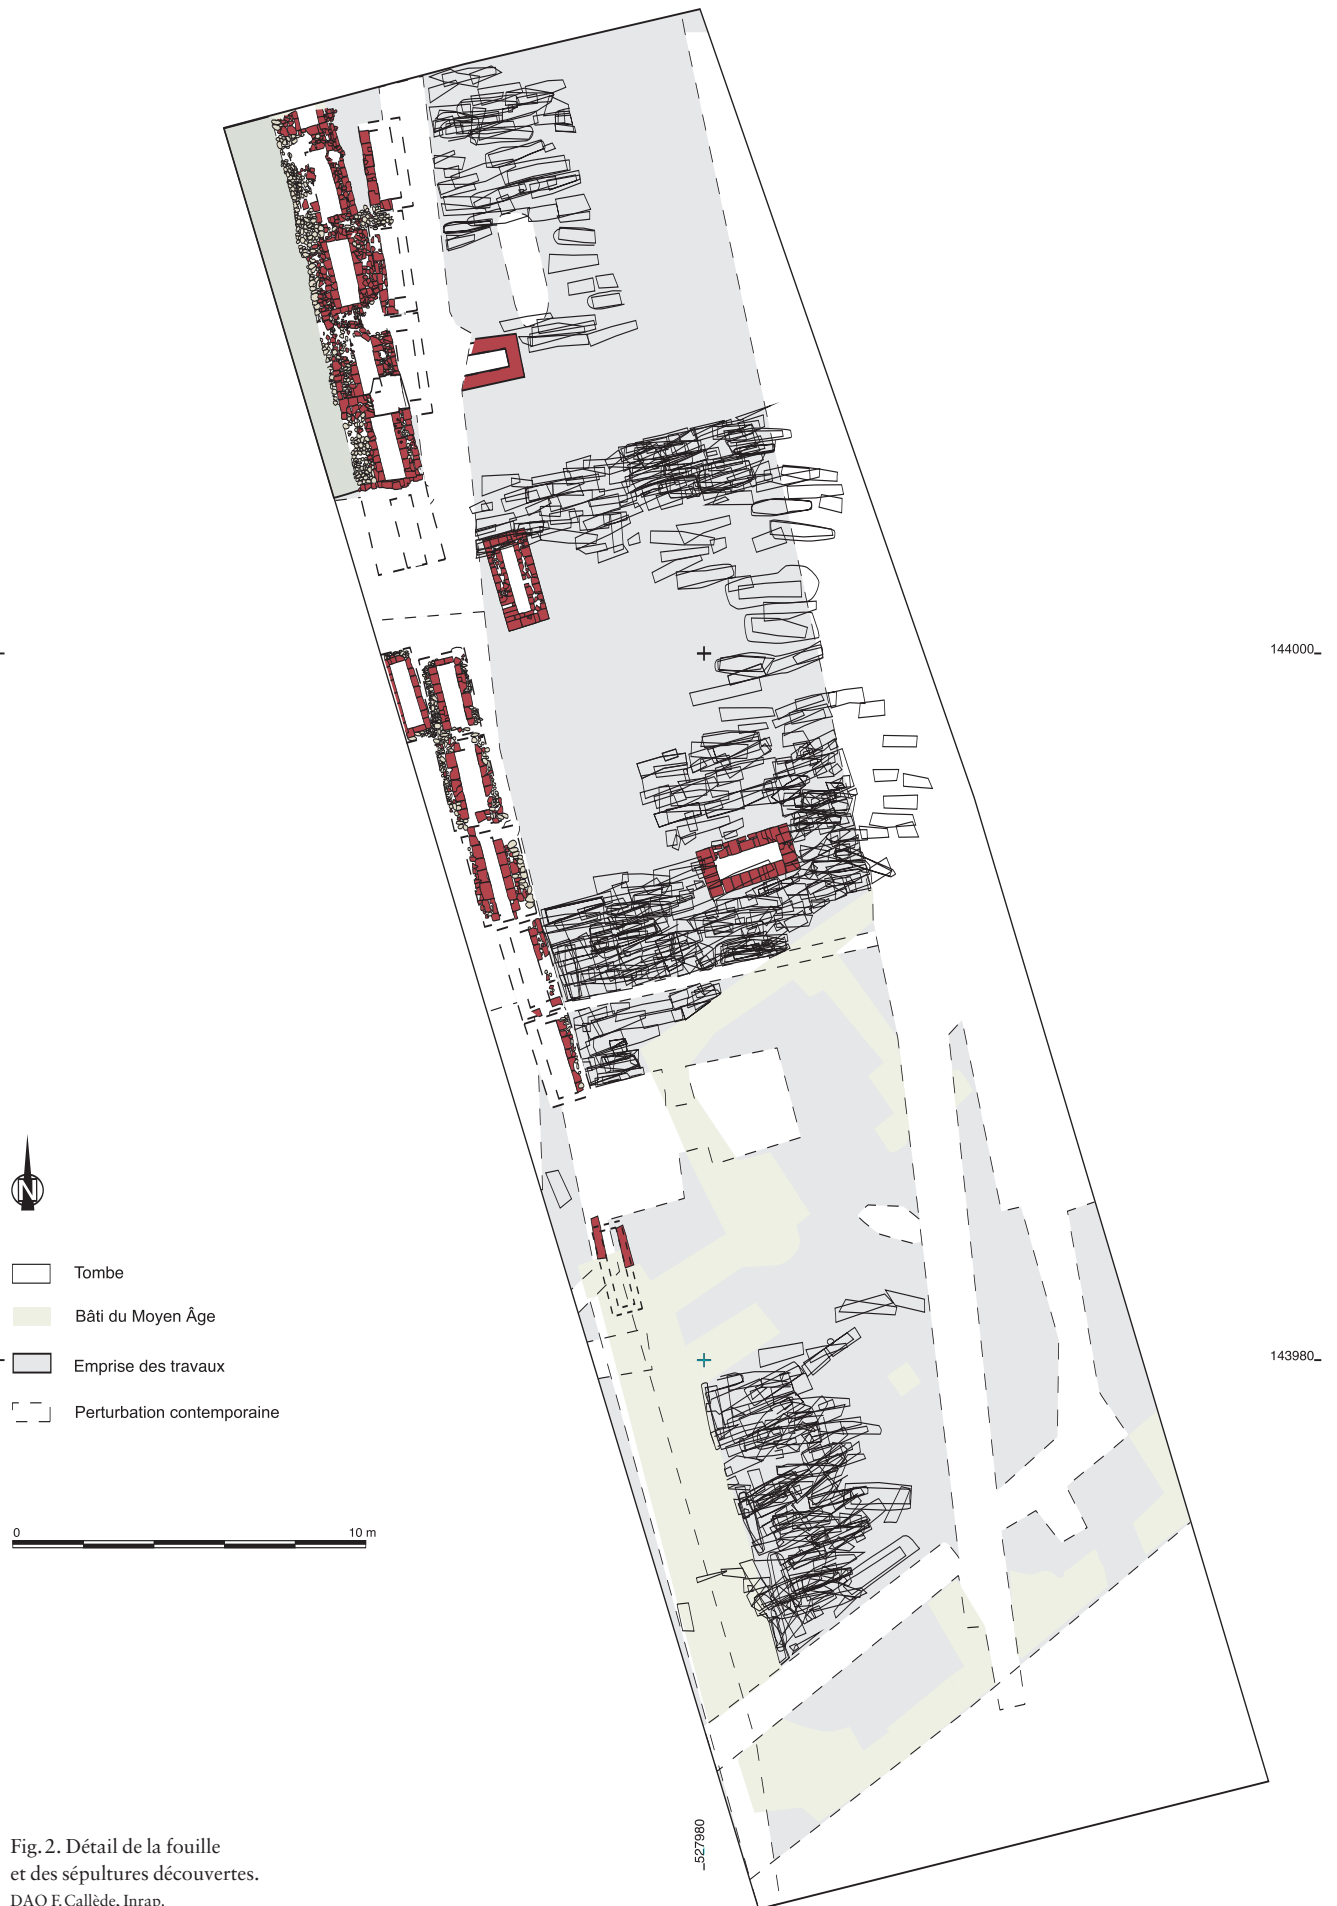 144000
N
Tombe
Bâti du Moyen Âge
Emprise des travaux
143980
Perturbation contemporaine
0 10 m
527980
Fig. 2. Détail de la fouille
et des sépultures découvertes.
DAO F. Callède, Inrap.